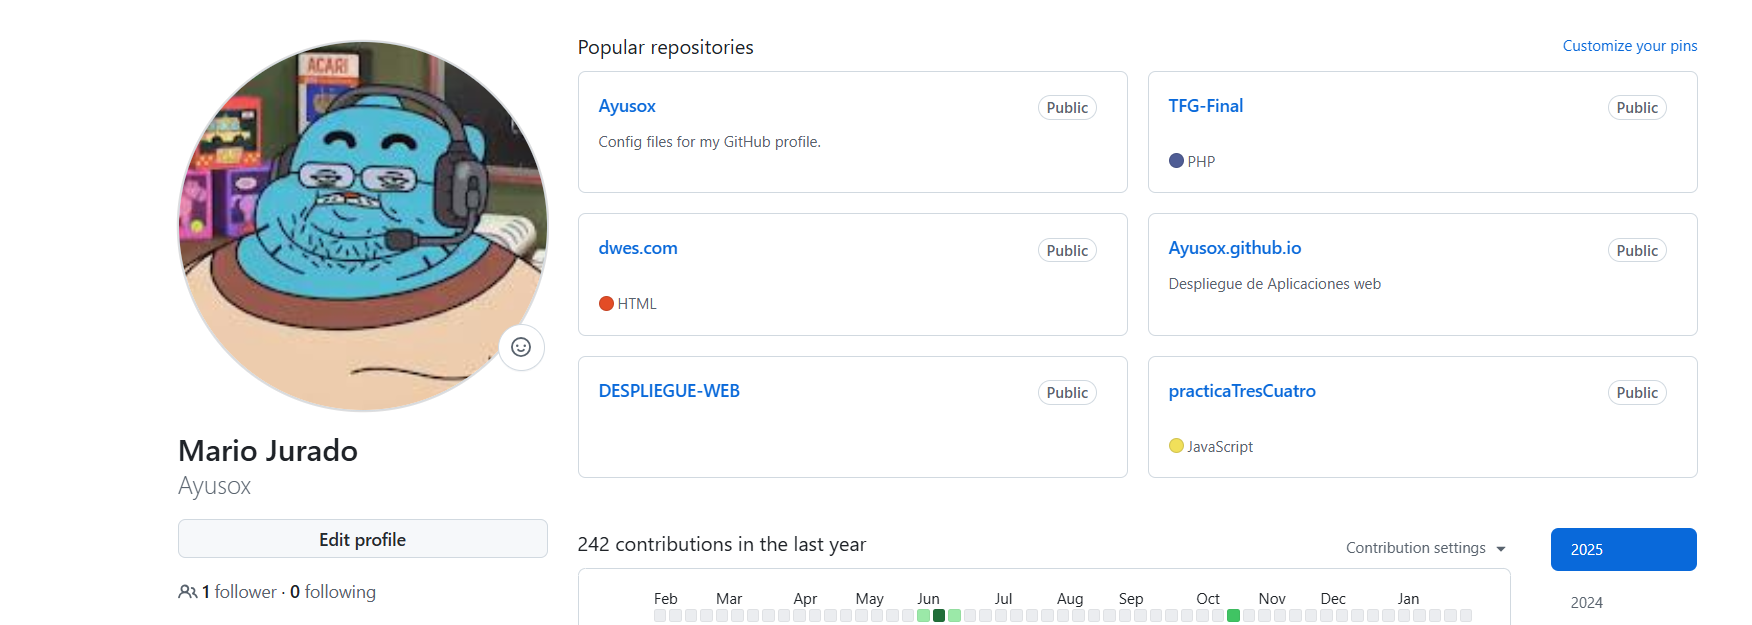 ACARI
Mario Jurado
Ayusox
Edit profile
1 follower · 0 following
Popular repositories
Customize your pins
Ayusox
Public
Config files for my GitHub profile.
TFG-Final
Public
PHP
dwes.com
Public
HTML
Ayusox.github.io
Public
Despliegue de Aplicaciones web
DESPLIEGUE-WEB
Public
practicaTresCuatro
Public
JavaScript
242 contributions in the last year
Contribution settings
2025
2024
Feb Mar Apr May Jun Jul Aug Sep Oct Nov Dec Jan